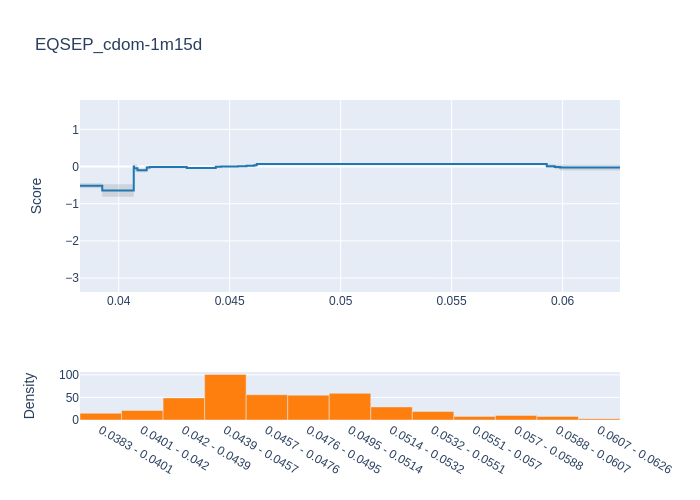 EQSEP_cdom-1m15d
Score
1
0
−1
−2
−3
0.04
0.045
0.05
0.055
0.06
Density
100
50
0
0.0383 - 0.0401
0.0401 - 0.042
0.042 - 0.0439
0.0439 - 0.0457
0.0457 - 0.0476
0.0476 - 0.0495
0.0495 - 0.0514
0.0514 - 0.0532
0.0532 - 0.0551
0.0551 - 0.057
0.057 - 0.0588
0.0588 - 0.0607
0.0607 - 0.0626